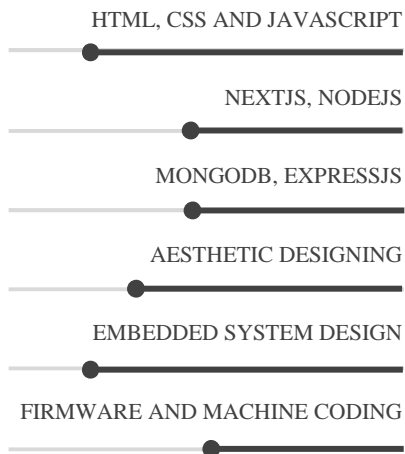 HTML, CSS AND JAVASCRIPT
NEXTJS, NODEJS
MONGODB, EXPRESSJS
AESTHETIC DESIGNING
EMBEDDED SYSTEM DESIGN
FIRMWARE AND MACHINE CODING